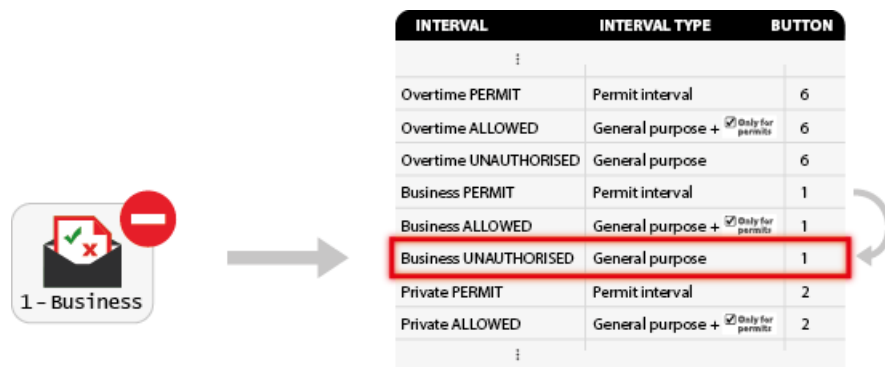 INTERVAL INTERVAL TYPE BUTTON
⋮
Overtime PERMIT Permit interval 6
Overtime ALLOWED General purpose + Only for permits 6
Overtime UNAUTHORISED General purpose 6
Business PERMIT Permit interval 1
Business ALLOWED General purpose + Only for permits 1
Business UNAUTHORISED General purpose 1
Private PERMIT Permit interval 2
Private ALLOWED General purpose + Only for permits 2
⋮
1 - Business